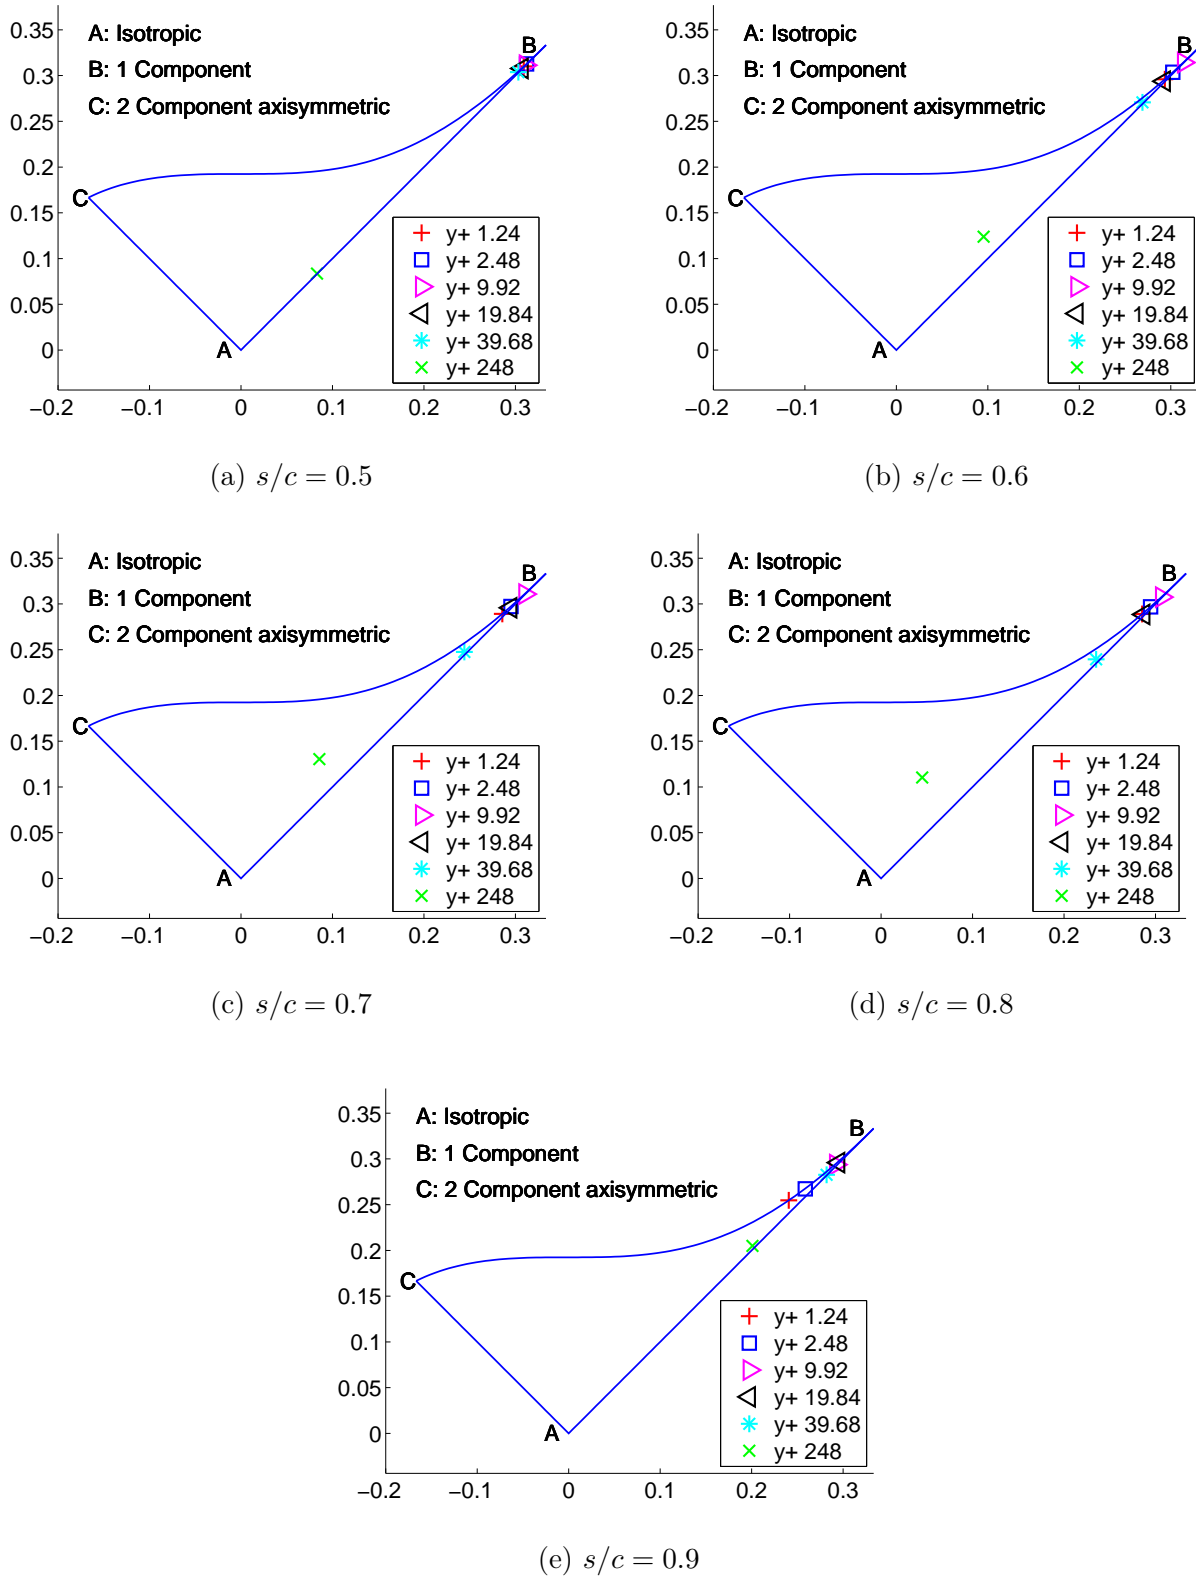 0.35
0.3
0.25
0.2
0.15
0.1
0.05
0
−0.2 −0.1 0 0.1 0.2 0.3
A: Isotropic
B: 1 Component
C: 2 Component axisymmetric
B
C
A
y+ 1.24
y+ 2.48
y+ 9.92
y+ 19.84
y+ 39.68
y+ 248
(a) s/c = 0.5
0.35
0.3
0.25
0.2
0.15
0.1
0.05
0
−0.2 −0.1 0 0.1 0.2 0.3
A: Isotropic
B: 1 Component
C: 2 Component axisymmetric
B
C
A
y+ 1.24
y+ 2.48
y+ 9.92
y+ 19.84
y+ 39.68
y+ 248
(b) s/c = 0.6
0.35
0.3
0.25
0.2
0.15
0.1
0.05
0
−0.2 −0.1 0 0.1 0.2 0.3
A: Isotropic
B: 1 Component
C: 2 Component axisymmetric
B
C
A
y+ 1.24
y+ 2.48
y+ 9.92
y+ 19.84
y+ 39.68
y+ 248
(c) s/c = 0.7
0.35
0.3
0.25
0.2
0.15
0.1
0.05
0
−0.2 −0.1 0 0.1 0.2 0.3
A: Isotropic
B: 1 Component
C: 2 Component axisymmetric
B
C
A
y+ 1.24
y+ 2.48
y+ 9.92
y+ 19.84
y+ 39.68
y+ 248
(d) s/c = 0.8
0.35
0.3
0.25
0.2
0.15
0.1
0.05
0
−0.2 −0.1 0 0.1 0.2 0.3
A: Isotropic
B: 1 Component
C: 2 Component axisymmetric
B
C
A
y+ 1.24
y+ 2.48
y+ 9.92
y+ 19.84
y+ 39.68
y+ 248
(e) s/c = 0.9